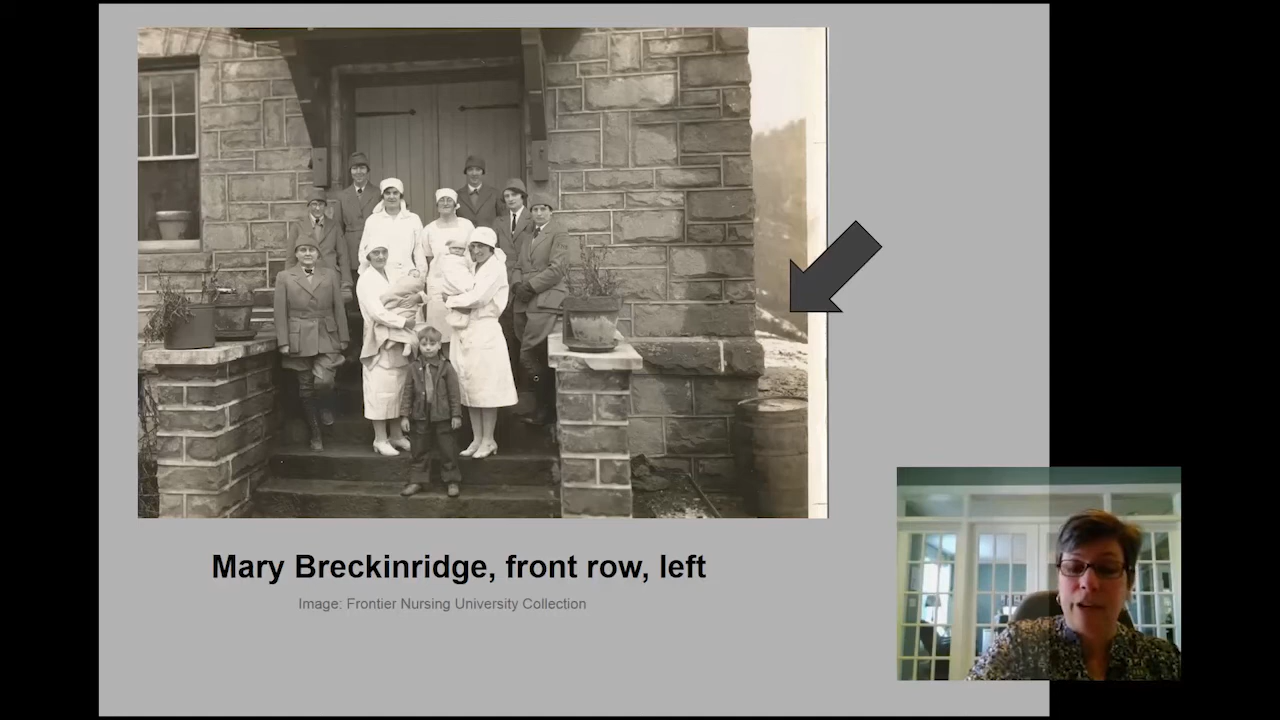 Mary Breckinridge, front row, left
Image: Frontier Nursing University Collection